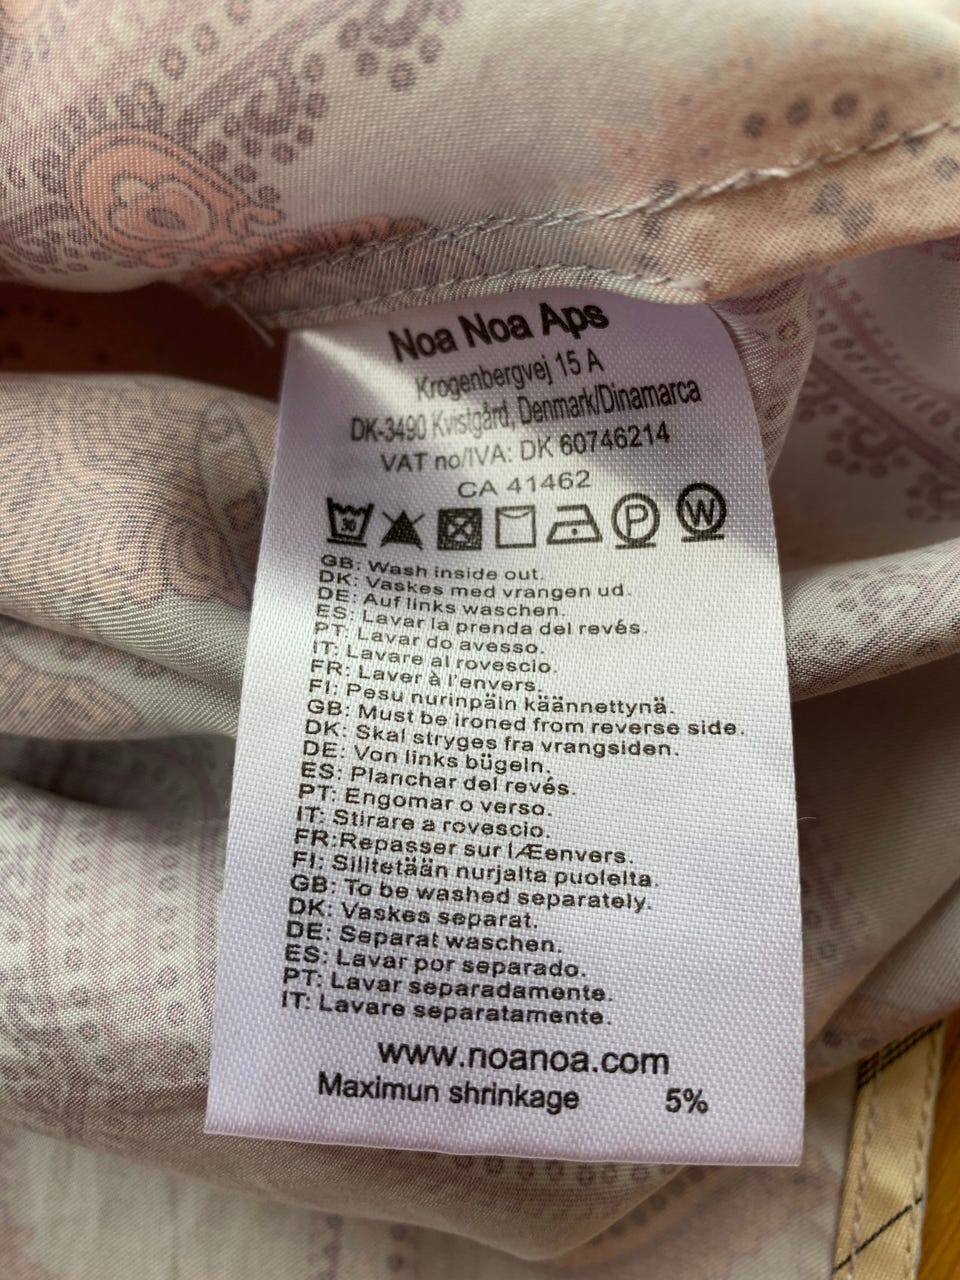 Noa Noa Aps
Krogenbergvej 15 A
DK-3490 Kvistgård, Denmark/Dinamarca
VAT no/IVA: DK 60746214
CA 41462
30 P W
GB: Wash inside out.
DK: Vaskes med vrangen ud.
DE: Auf links waschen.
ES: Lavar la prenda del revés.
PT: Lavar do avesso.
IT: Lavare al rovescio.
FR: Laver à l'envers.
FI: Pesu nurinpäin käännettynä.
GB: Must be ironed from reverse side.
DK: Skal stryges fra vrangsiden.
DE: Von links bügeln.
ES: Planchar del revés.
PT: Engomar o verso.
IT: Stirare a rovescio.
FR:Repasser sur lÆenvers.
FI: Silitetään nurjalta puolelta.
GB: To be washed separately.
DK: Vaskes separat.
DE: Separat waschen.
ES: Lavar por separado.
PT: Lavar separadamente.
IT: Lavare separatamente.
www.noanoa.com
Maximun shrinkage 5%